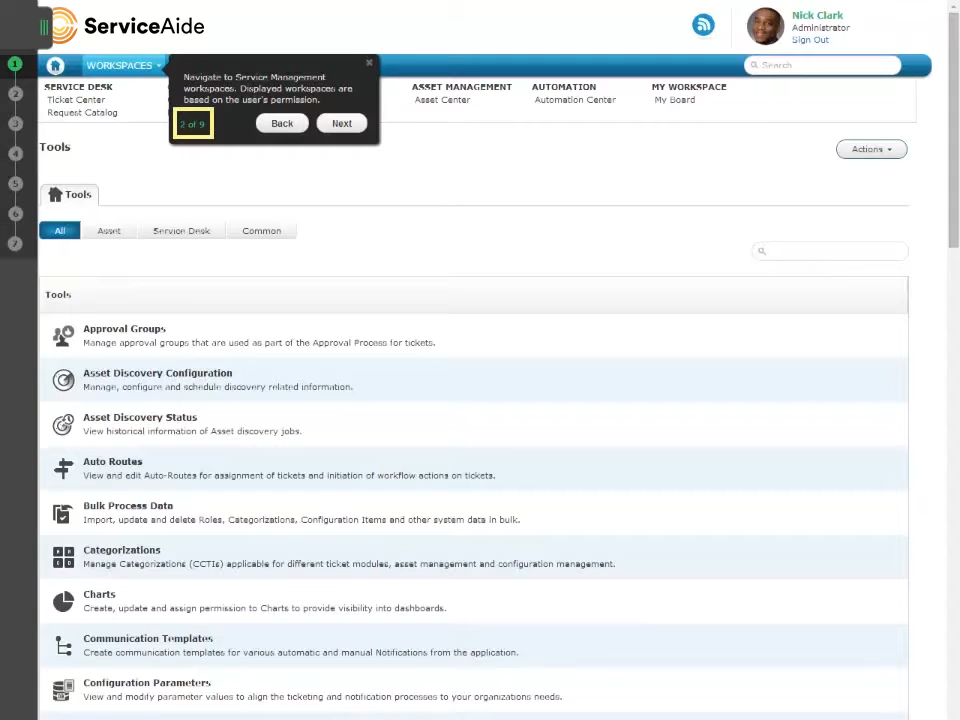 ServiceAide
Nick Clark
Administrator
Sign Out
WORKSPACES
Search
Navigate to Service Management
workspaces. Displayed workspaces are
based on the user's permission.
2 of 9
Back
Next
SERVICE DESK
Ticket Center
Request Catalog
ASSET MANAGEMENT
Asset Center
AUTOMATION
Automation Center
MY WORKSPACE
My Board
1
2
3
4
5
6
7
Tools
Actions
Tools
All
Asset
Service Desk
Common
Tools
Approval Groups
Manage approval groups that are used as part of the Approval Process for tickets.
Asset Discovery Configuration
Manage, configure and schedule discovery related information.
Asset Discovery Status
View historical information of Asset discovery jobs.
Auto Routes
View and edit Auto-Routes for assignment of tickets and initiation of workflow actions on tickets.
Bulk Process Data
Import, update and delete Roles, Categorizations, Configuration Items and other system data in bulk.
Categorizations
Manage Categorizations (CCTIs) applicable for different ticket modules, asset management and configuration management.
Charts
Create, update and assign permission to Charts to provide visibility into dashboards.
Communication Templates
Create communication templates for various automatic and manual Notifications from the application.
Configuration Parameters
View and modify parameter values to align the ticketing and notification processes to your organizations needs.